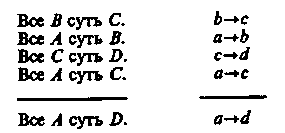 Все B суть C. b→c
Все A суть B. a→b
Все C суть D. c→d
Все A суть C. a→c
Все A суть D. a→d